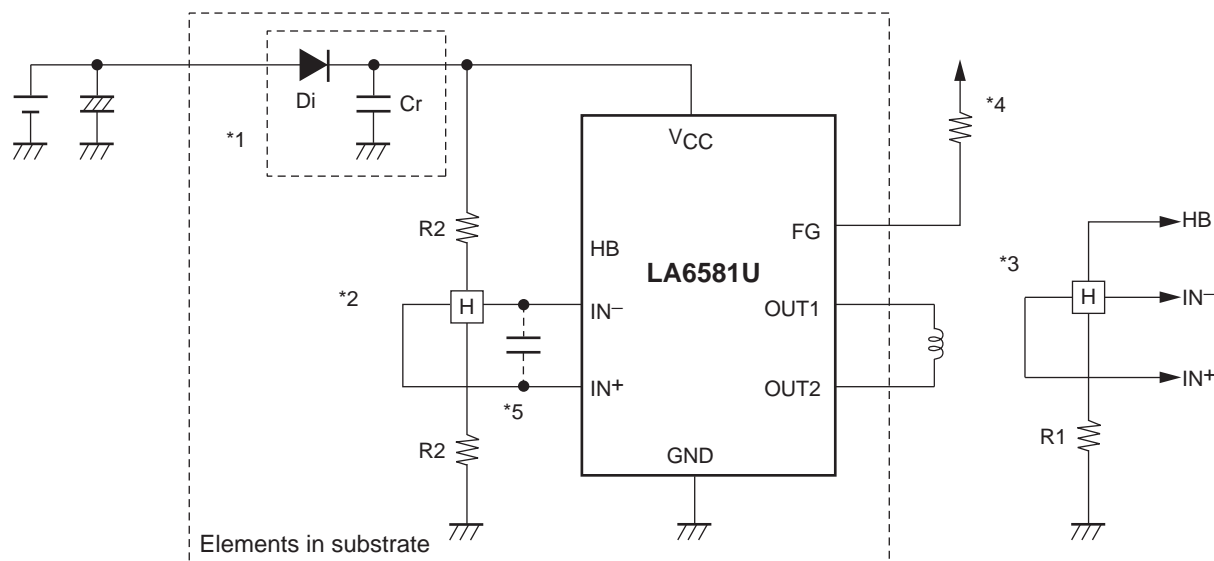 Di
Cr
*1
*4
VCC
R2
HB
FG
HB
LA6581U
*3
*2
H
IN–
OUT1
H
IN–
IN+
OUT2
IN+
*5
R2
R1
GND
Elements in substrate